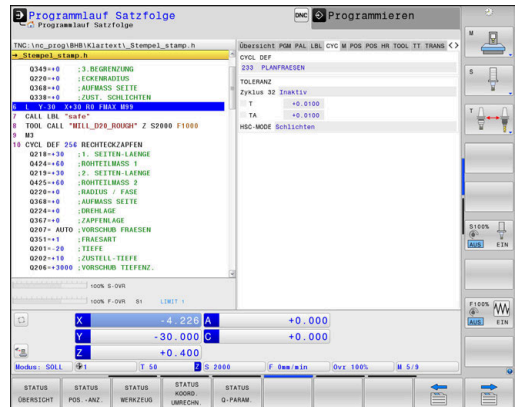 Programmlauf Satzfolge
Programmlauf Satzfolge
DNC
Programmieren
TNC:\nc_prog\BHB\Klartext\_Stempel_stamp.h
→_Stempel_stamp.h
Q349=+0 ;3.BEGRENZUNG
Q220=+0 ;ECKENRADIUS
Q368=+0 ;AUFMASS SEITE
Q338=+0 ;ZUST. SCHLICHTEN
6 L Y-30 X+30 R0 FMAX M99
7 CALL LBL "safe"
8 TOOL CALL "MILL_D20_ROUGH" Z S2000 F1000
9 M3
10 CYCL DEF 256 RECHTECKZAPFEN
Q218=+30 ;1. SEITEN-LAENGE
Q424=+60 ;ROHTEILMASS 1
Q219=+30 ;2. SEITEN-LAENGE
Q425=+60 ;ROHTEILMASS 2
Q220=+0 ;RADIUS / FASE
Q368=+0 ;AUFMASS SEITE
Q224=+0 ;DREHLAGE
Q367=+0 ;ZAPFENLAGE
Q207= AUTO ;VORSCHUB FRAESEN
Q351=+1 ;FRAESART
Q201=-20 ;TIEFE
Q202=+10 ;ZUSTELL-TIEFE
Q206=+3000 ;VORSCHUB TIEFENZ.
Übersicht PGM PAL LBL CYC M POS POS HR TOOL TT TRANS
CYCL DEF
233 PLANFRAESEN
TOLERANZ
Zyklus 32 Inaktiv
T +0.0100
TA +0.0100
HSC-MODE Schlichten
100% S-OVR
100% F-OVR S1 LIMIT 1
X -4.226 A +0.000
Y -30.000 C +0.000
Z +0.400
Modus: SOLL 1 T 50 Z S 2000 F 0mm/min Ovr 100% M 5/9
STATUS ÜBERSICHT
STATUS POS.-ANZ.
STATUS WERKZEUG
STATUS KOORD. UMRECHN.
STATUS Q-PARAM.
M
S
T
S100%
AUS EIN
F100%
AUS EIN